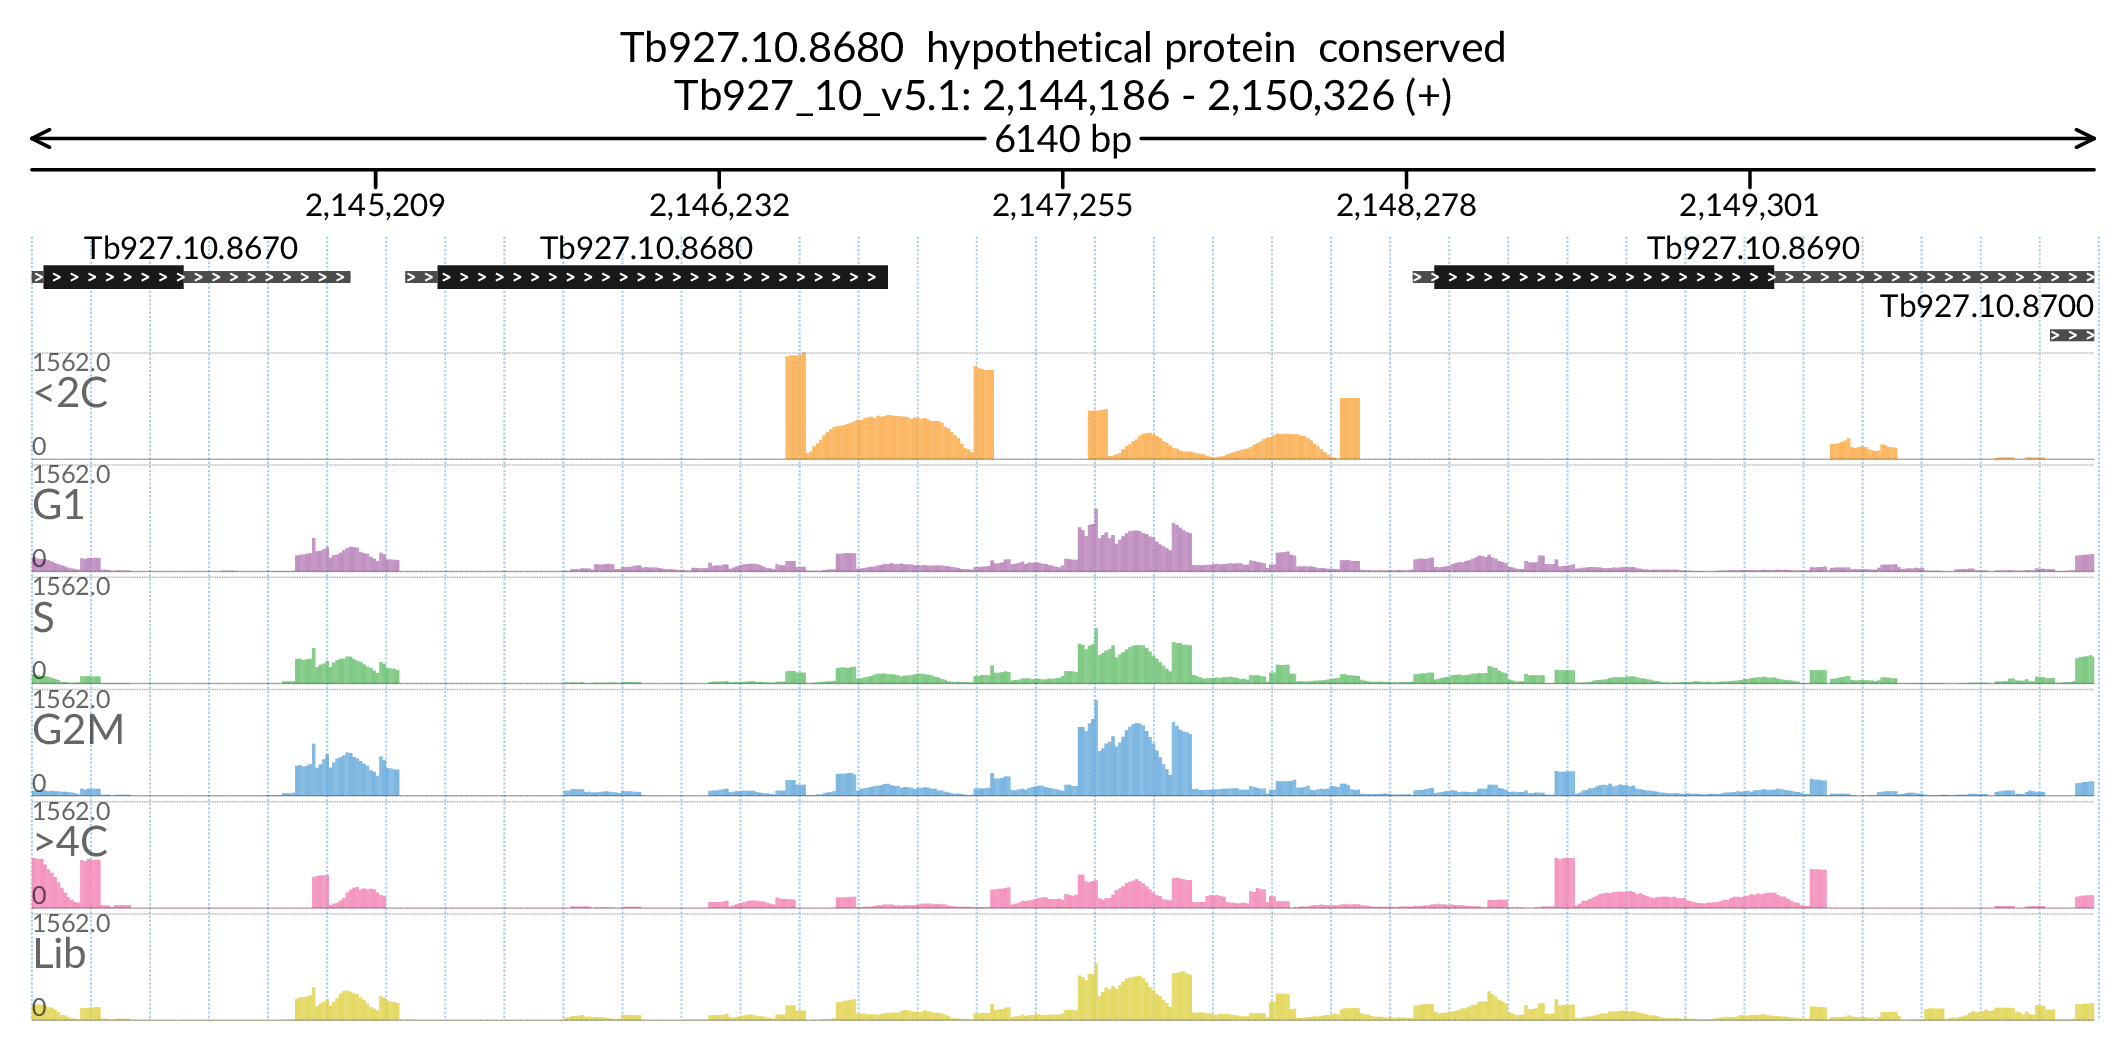 Tb927.10.8680  hypothetical protein  conserved
Tb927_10_v5.1: 2,144,186 - 2,150,326 (+)
6140 bp
2,145,209 2,146,232 2,147,255 2,148,278 2,149,301
Tb927.10.8670 Tb927.10.8680 Tb927.10.8690
Tb927.10.8700
1562.0
<2C
0
1562.0
G1
0
1562.0
S
0
1562.0
G2M
0
1562.0
>4C
0
1562.0
Lib
0